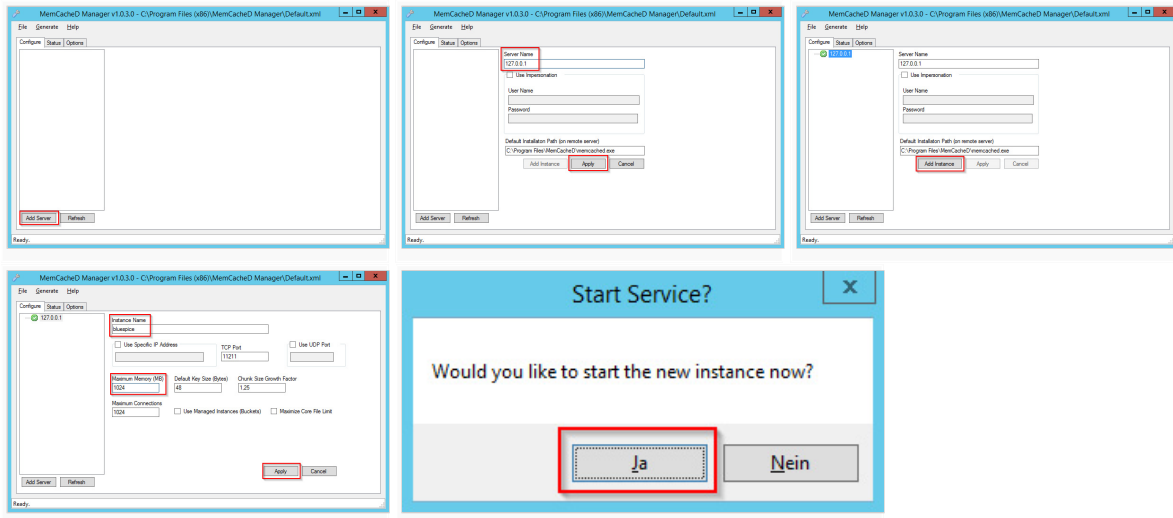 MemCacheD Manager v1.0.3.0 - C:\Program Files (x86)\MemCacheD Manager\Default.xml
File Generate Help
Configure Status Options
Add Server Refresh
Ready.
MemCacheD Manager v1.0.3.0 - C:\Program Files (x86)\MemCacheD Manager\Default.xml
File Generate Help
Configure Status Options
Server Name
127.0.0.1
Use Impersonation
User Name
Password
Default Installaton Path (on remote server)
C:\Program Files\MemCacheD\memcached.exe
Add Instance Apply Cancel
Add Server Refresh
Ready.
MemCacheD Manager v1.0.3.0 - C:\Program Files (x86)\MemCacheD Manager\Default.xml
File Generate Help
Configure Status Options
127.0.0.1
Server Name
127.0.0.1
Use Impersonation
User Name
Password
Default Installaton Path (on remote server)
C:\Program Files\MemCacheD\memcached.exe
Add Instance Apply Cancel
Add Server Refresh
Ready.
MemCacheD Manager v1.0.3.0 - C:\Program Files (x86)\MemCacheD Manager\Default.xml
File Generate Help
Configure Status Options
127.0.0.1
Instance Name
bluespice
Use Specific IP Address TCP Port Use UDP Port
11211
Maximum Memory (MB) Default Key Size (Bytes) Chunk Size Growth Factor
1024 48 1,25
Maximum Connections
1024 Use Managed Instances (Buckets) Maximize Core File Limit
Apply Cancel
Add Server Refresh
Ready.
Start Service?
x
Would you like to start the new instance now?
Ja Nein